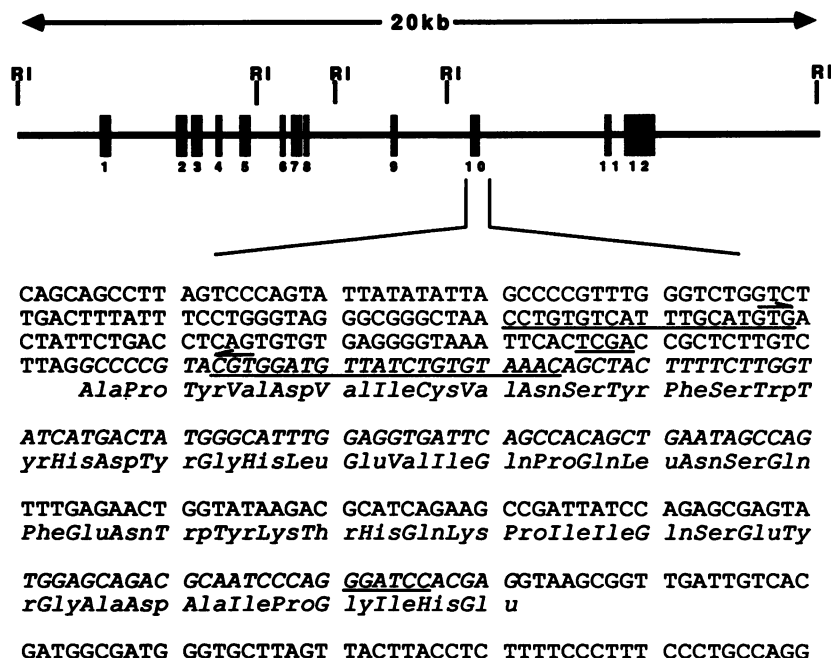 20kb
RI RI RI RI RI
1 2 3 4 5 6 7 8 9 10 11 12
CAGCAGCCTT AGTCCCAGTA TTATATATTA GCCCCGTTTG GGTCTGGTCT
TGACTTTATT TCCTGGGTAG GGCGGGCTAA CCTGTGTCAT TTGCATGTGA
CTATTCTGAC CCTCAGTGTGT GAGGGGTAAA TTCACTCGAC CGCTCTTGTC
TTAGGCCCCGT TACGTGGATG TTATCTGTGT AAACAGCTAC TTTTCTTGGT
AlaPro TyrValAspV alIleCysVa lAsnSerTyr PheSerTrpT
ATCATGACTA TGGGCATTTG GAGGTGATTC AGCCACAGCT GAATAGCCAG
yrHisAspTy rGlyHisLeu GluValIleG lnProGlnLe uAsnSerGln
TTTGAGAACT GGTATAAGAC GCATCAGAAG CCGATTATCC AGAGCGAGTA
PheGluAsnT rpTyrLysTh rHisGlnLys ProIleIleG lnSerGluTy
TGGAGCAGAC GCAATCCCAG GGATCCACGA GGTAAGCGGT TGATTGTCAC
rGlyAlaAsp AlaIleProG lyIleHisGl u
GATGGCGATG GGTGCTTAGT TACTTACCTC TTTTCCCTTT CCCTGCCAGG